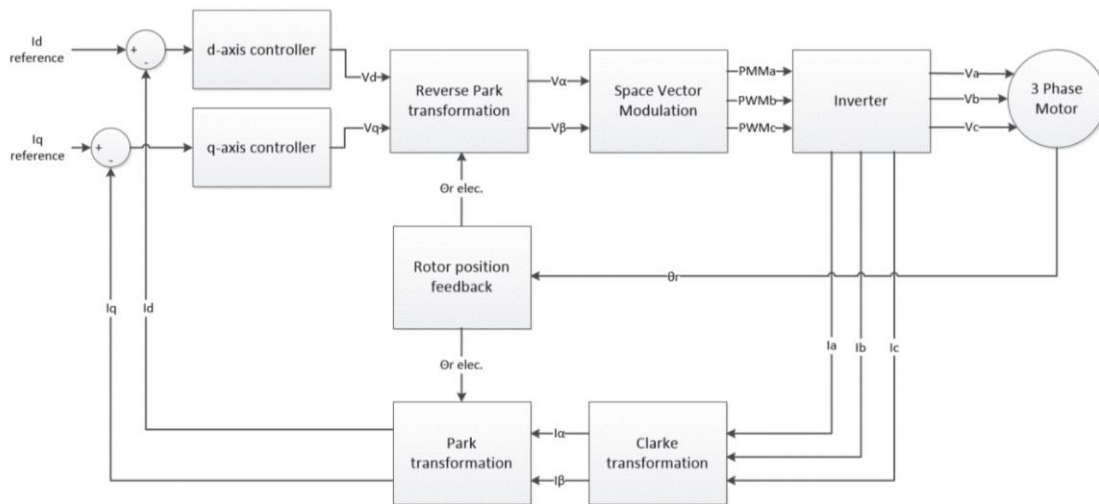 Id
reference
+
-
d-axis controller
Vd
Reverse Park
transformation
Vα
Vβ
Space Vector
Modulation
PMMa
PWMb
PWMc
Inverter
Va
Vb
Vc
3 Phase
Motor
Iq
reference
+
-
q-axis controller
Vq
Θr elec.
Rotor position
feedback
θr
Iq
Id
Ia
Ib
Ic
Θr elec.
Park
transformation
Iα
Iβ
Clarke
transformation